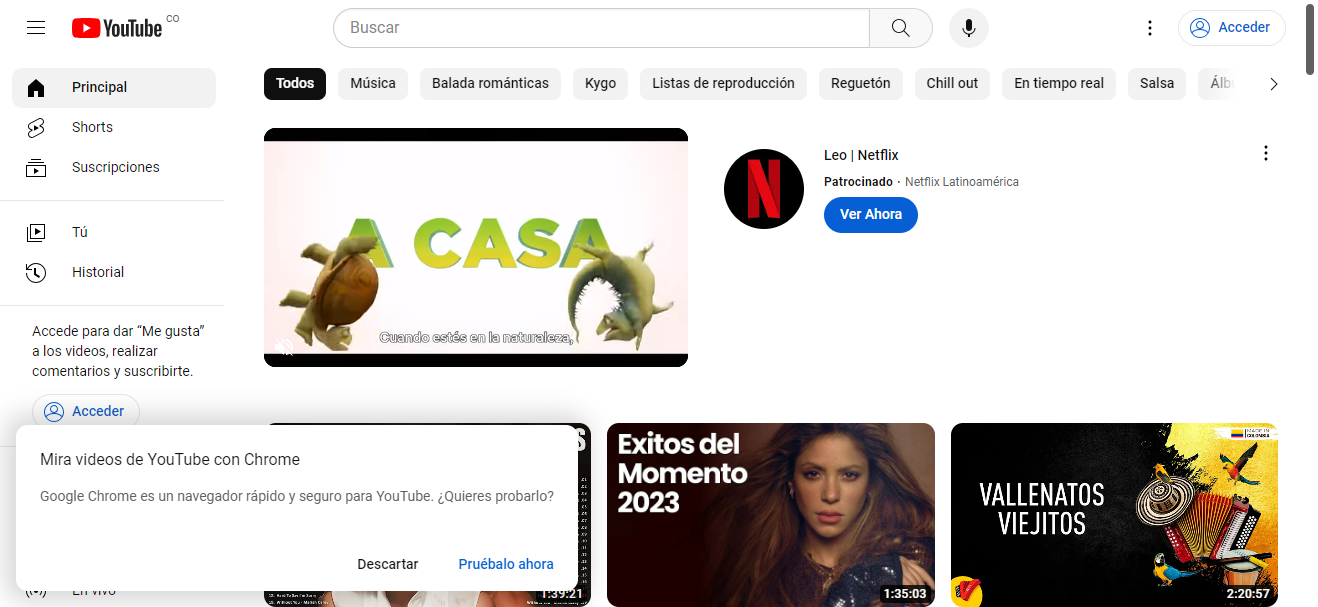 YouTube CO
Buscar
Acceder
Principal
Shorts
Suscripciones
Tú
Historial
Accede para dar “Me gusta”
a los videos, realizar
comentarios y suscribirte.
Acceder
Todos
Música
Balada románticas
Kygo
Listas de reproducción
Reguetón
Chill out
En tiempo real
Salsa
A CASA
Cuando estés en la naturaleza,
Leo | Netflix
Patrocinado · Netflix Latinoamérica
Ver Ahora
Mira videos de YouTube con Chrome
Google Chrome es un navegador rápido y seguro para YouTube. ¿Quieres probarlo?
Descartar
Pruébalo ahora
En vivo
1:39:21
Exitos del
Momento
2023
1:35:03
MADE IN
COLOMBIA
VALLENATOS
VIEJITOS
2:20:57